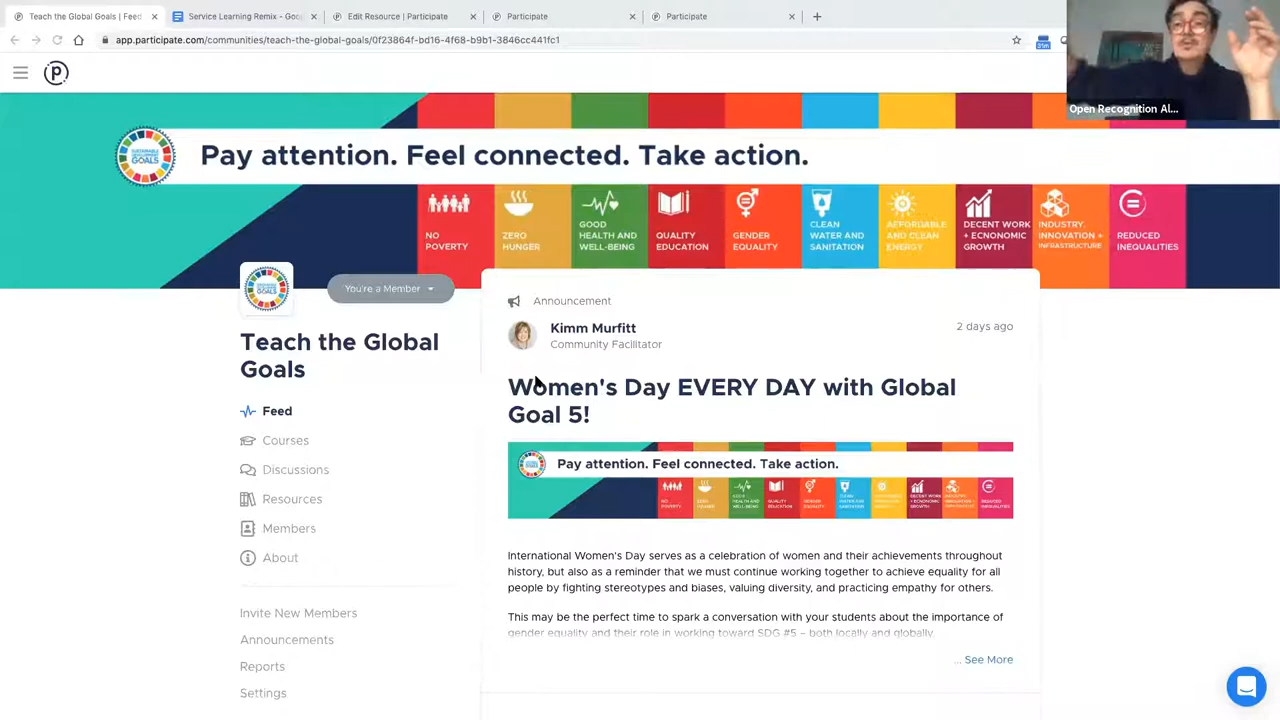 Teach the Global Goals | Feed
Service Learning Remix - Goo
Edit Resource | Participate
Participate
Participate
app.participate.com/communities/teach-the-global-goals/0f23864f-bd16-4f68-b9b1-3846cc441fc1
31m
Open Recognition Al...
SUSTAINABLE DEVELOPMENT GOALS
Pay attention. Feel connected. Take action.
NO POVERTY
ZERO HUNGER
GOOD HEALTH AND WELL-BEING
QUALITY EDUCATION
GENDER EQUALITY
CLEAN WATER AND SANITATION
AFFORDABLE AND CLEAN ENERGY
DECENT WORK + ECNONOMIC GROWTH
INDUSTRY, INNOVATION + INFRASTRUCTURE
REDUCED INEQUALITIES
You're a Member
Teach the Global
Goals
Feed
Courses
Discussions
Resources
Members
About
Invite New Members
Announcements
Reports
Settings
Announcement
Kimm Murfitt
2 days ago
Community Facilitator
Women's Day EVERY DAY with Global
Goal 5!
Pay attention. Feel connected. Take action.
International Women's Day serves as a celebration of women and their achievements throughout
history, but also as a reminder that we must continue working together to achieve equality for all
people by fighting stereotypes and biases, valuing diversity, and practicing empathy for others.
This may be the perfect time to spark a conversation with your students about the importance of
gender equality and their role in working toward SDG #5 – both locally and globally.
... See More